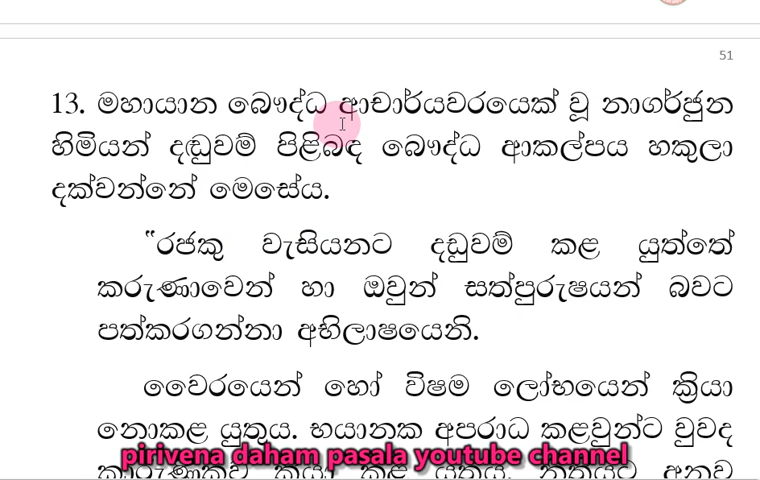 51
13. මහායාන බෞද්ධ ආචාර්යවරයෙක් වූ නාගර්ජුන
හිමියන් දඬුවම් පිළිබඳ බෞද්ධ ආකල්පය හකුලා
දක්වන්නේ මෙසේය.
“රජකු වැසියනට දඩුවම් කළ යුත්තේ
කරුණාවෙන් හා ඔවුන් සත්පුරුෂයන් බවට
පත්කරගන්නා අභිලාෂයෙනි.
වෛරයෙන් හෝ විෂම ලෝභයෙන් ක්‍රියා
නොකළ යුතුය. භයානක අපරාධ කළවුන්ට වුවද
pirivena daham pasala youtube channel